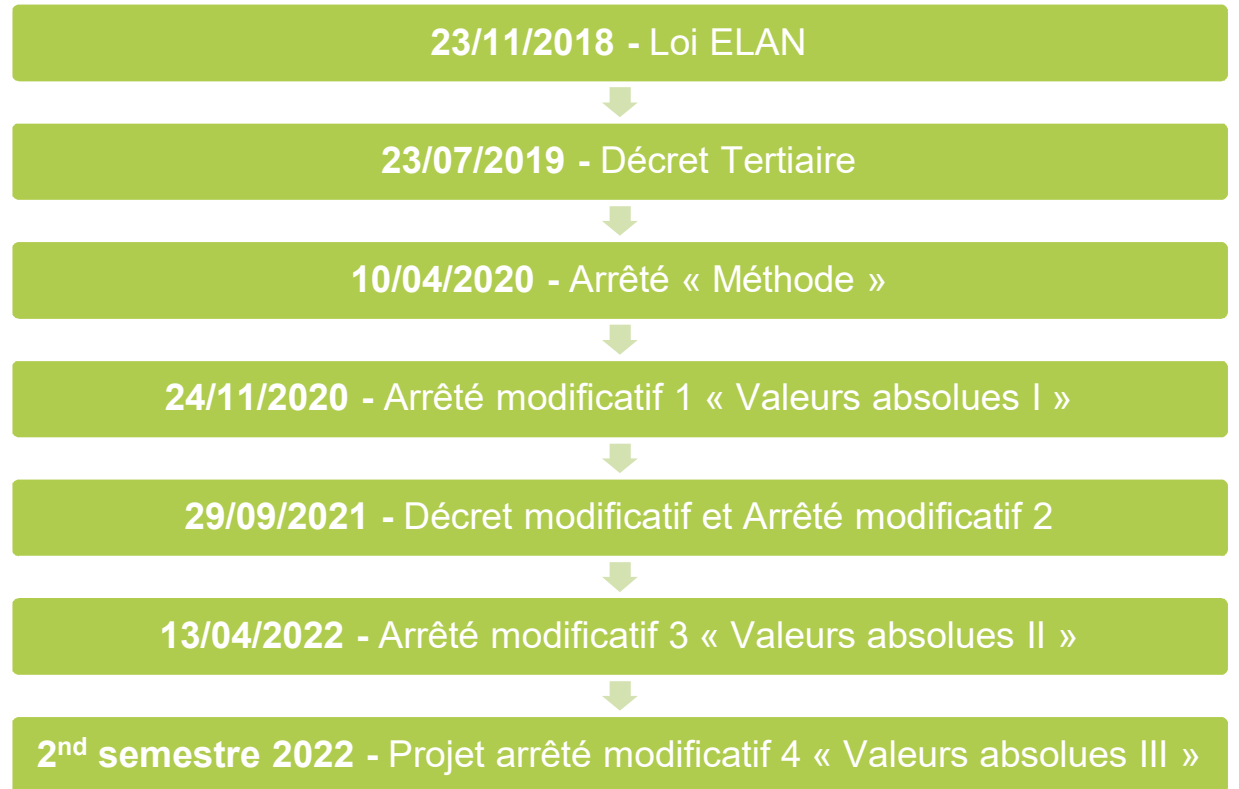 23/11/2018 - Loi ELAN
23/07/2019 - Décret Tertiaire
10/04/2020 - Arrêté « Méthode »
24/11/2020 - Arrêté modificatif 1 « Valeurs absolues I »
29/09/2021 - Décret modificatif et Arrêté modificatif 2
13/04/2022 - Arrêté modificatif 3 « Valeurs absolues II »
2nd semestre 2022 - Projet arrêté modificatif 4 « Valeurs absolues III »